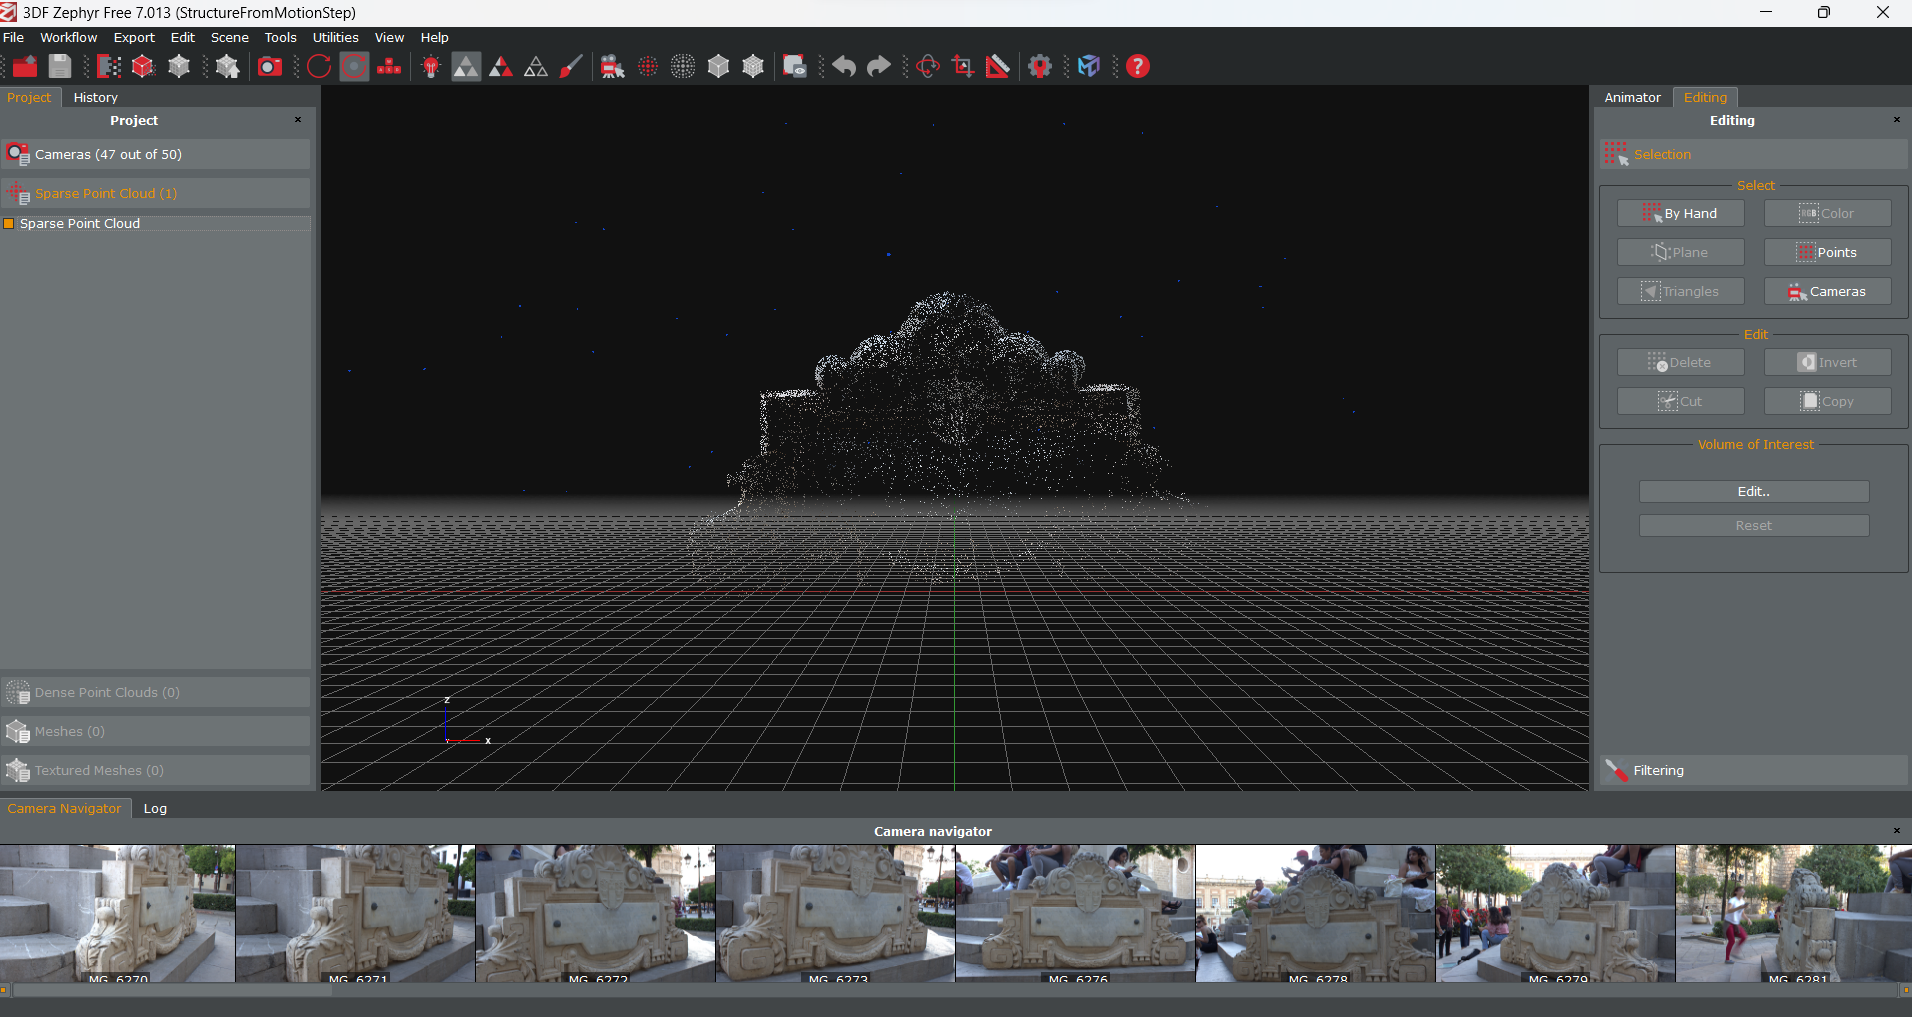 3DF Zephyr Free 7.013 (StructureFromMotionStep)
File Workflow Export Edit Scene Tools Utilities View Help
Project History
Project
Cameras (47 out of 50)
Sparse Point Cloud (1)
Sparse Point Cloud
Dense Point Clouds (0)
Meshes (0)
Textured Meshes (0)
z
x
Animator Editing
Editing
Selection
Select
By Hand Color
Plane Points
Triangles Cameras
Edit
Delete Invert
Cut Copy
Volume of Interest
Edit..
Reset
Filtering
Camera Navigator Log
Camera navigator
MG_6270 MG_6271 MG_6272 MG_6273 MG_6276 MG_6278 MG_6279 MG_6281